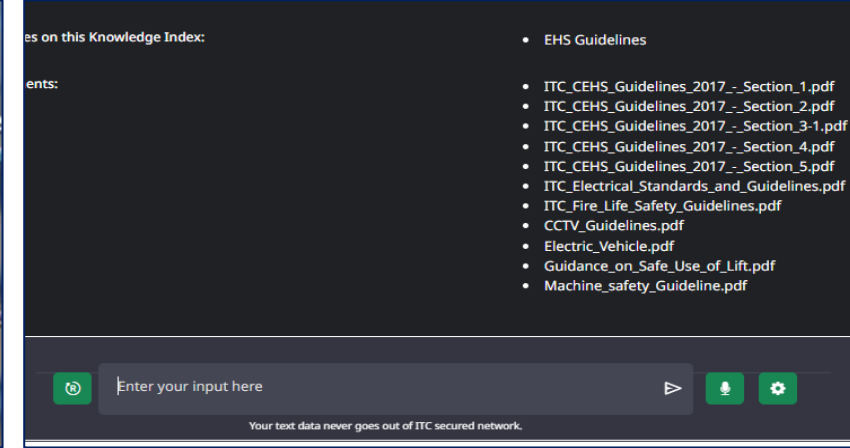 es on this Knowledge Index:
• EHS Guidelines
ents:
• ITC_CEHS_Guidelines_2017_-_Section_1.pdf
• ITC_CEHS_Guidelines_2017_-_Section_2.pdf
• ITC_CEHS_Guidelines_2017_-_Section_3-1.pdf
• ITC_CEHS_Guidelines_2017_-_Section_4.pdf
• ITC_CEHS_Guidelines_2017_-_Section_5.pdf
• ITC_Electrical_Standards_and_Guidelines.pdf
• ITC_Fire_Life_Safety_Guidelines.pdf
• CCTV_Guidelines.pdf
• Electric_Vehicle.pdf
• Guidance_on_Safe_Use_of_Lift.pdf
• Machine_safety_Guideline.pdf
Enter your input here
Your text data never goes out of ITC secured network.